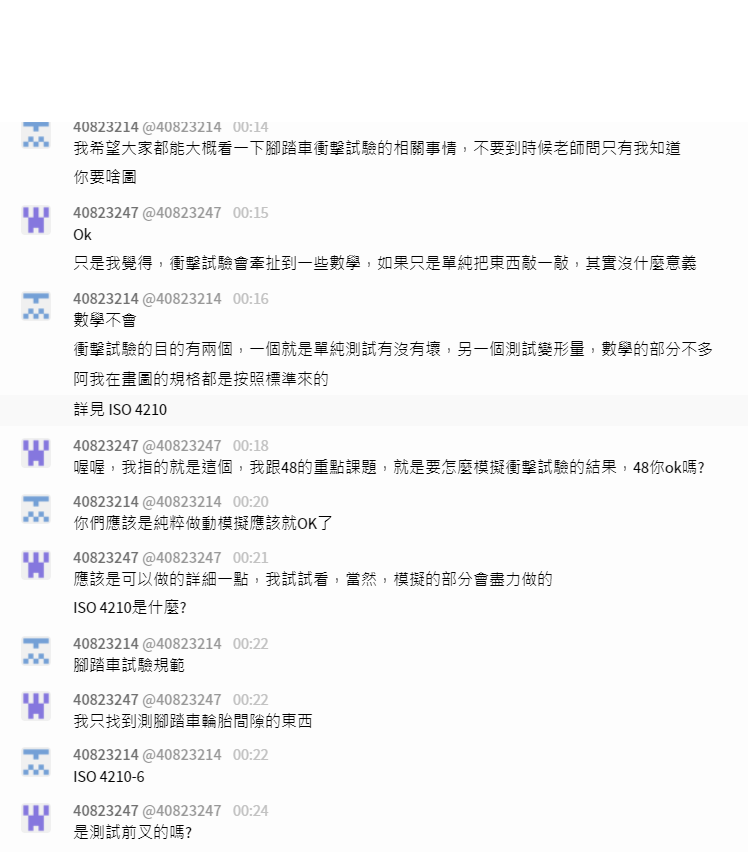 40823214 @40823214 00:14
我希望大家都能大概看一下腳踏車衝擊試驗的相關事情，不要到時候老師問只有我知道
你要啥圖
40823247 @40823247 00:15
Ok
只是我覺得，衝擊試驗會牽扯到一些數學，如果只是單純把東西敲一敲，其實沒什麼意義
40823214 @40823214 00:16
數學不會
衝擊試驗的目的有兩個，一個就是單純測試有沒有壞，另一個測試變形量，數學的部分不多
阿我在畫圖的規格都是按照標準來的
詳見 ISO 4210
40823247 @40823247 00:18
喔喔，我指的就是這個，我跟48的重點課題，就是要怎麼模擬衝擊試驗的結果，48你ok嗎?
40823214 @40823214 00:20
你們應該是純粹做動模擬應該就OK了
40823247 @40823247 00:21
應該是可以做的詳細一點，我試試看，當然，模擬的部分會盡力做的
ISO 4210是什麼?
40823214 @40823214 00:22
腳踏車試驗規範
40823247 @40823247 00:22
我只找到測腳踏車輪胎間隙的東西
40823214 @40823214 00:22
ISO 4210-6
40823247 @40823247 00:24
是測試前叉的嗎?